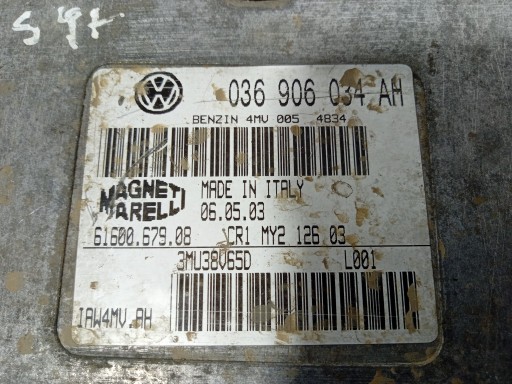 036 906 034 AH
BENZIN 4MV 005 4834
MAGNETI MARELLI
MADE IN ITALY
06.05.03
61600.679.08 CR1 MY2 126 03
3MU38V65D L001
IAW4MV.AH